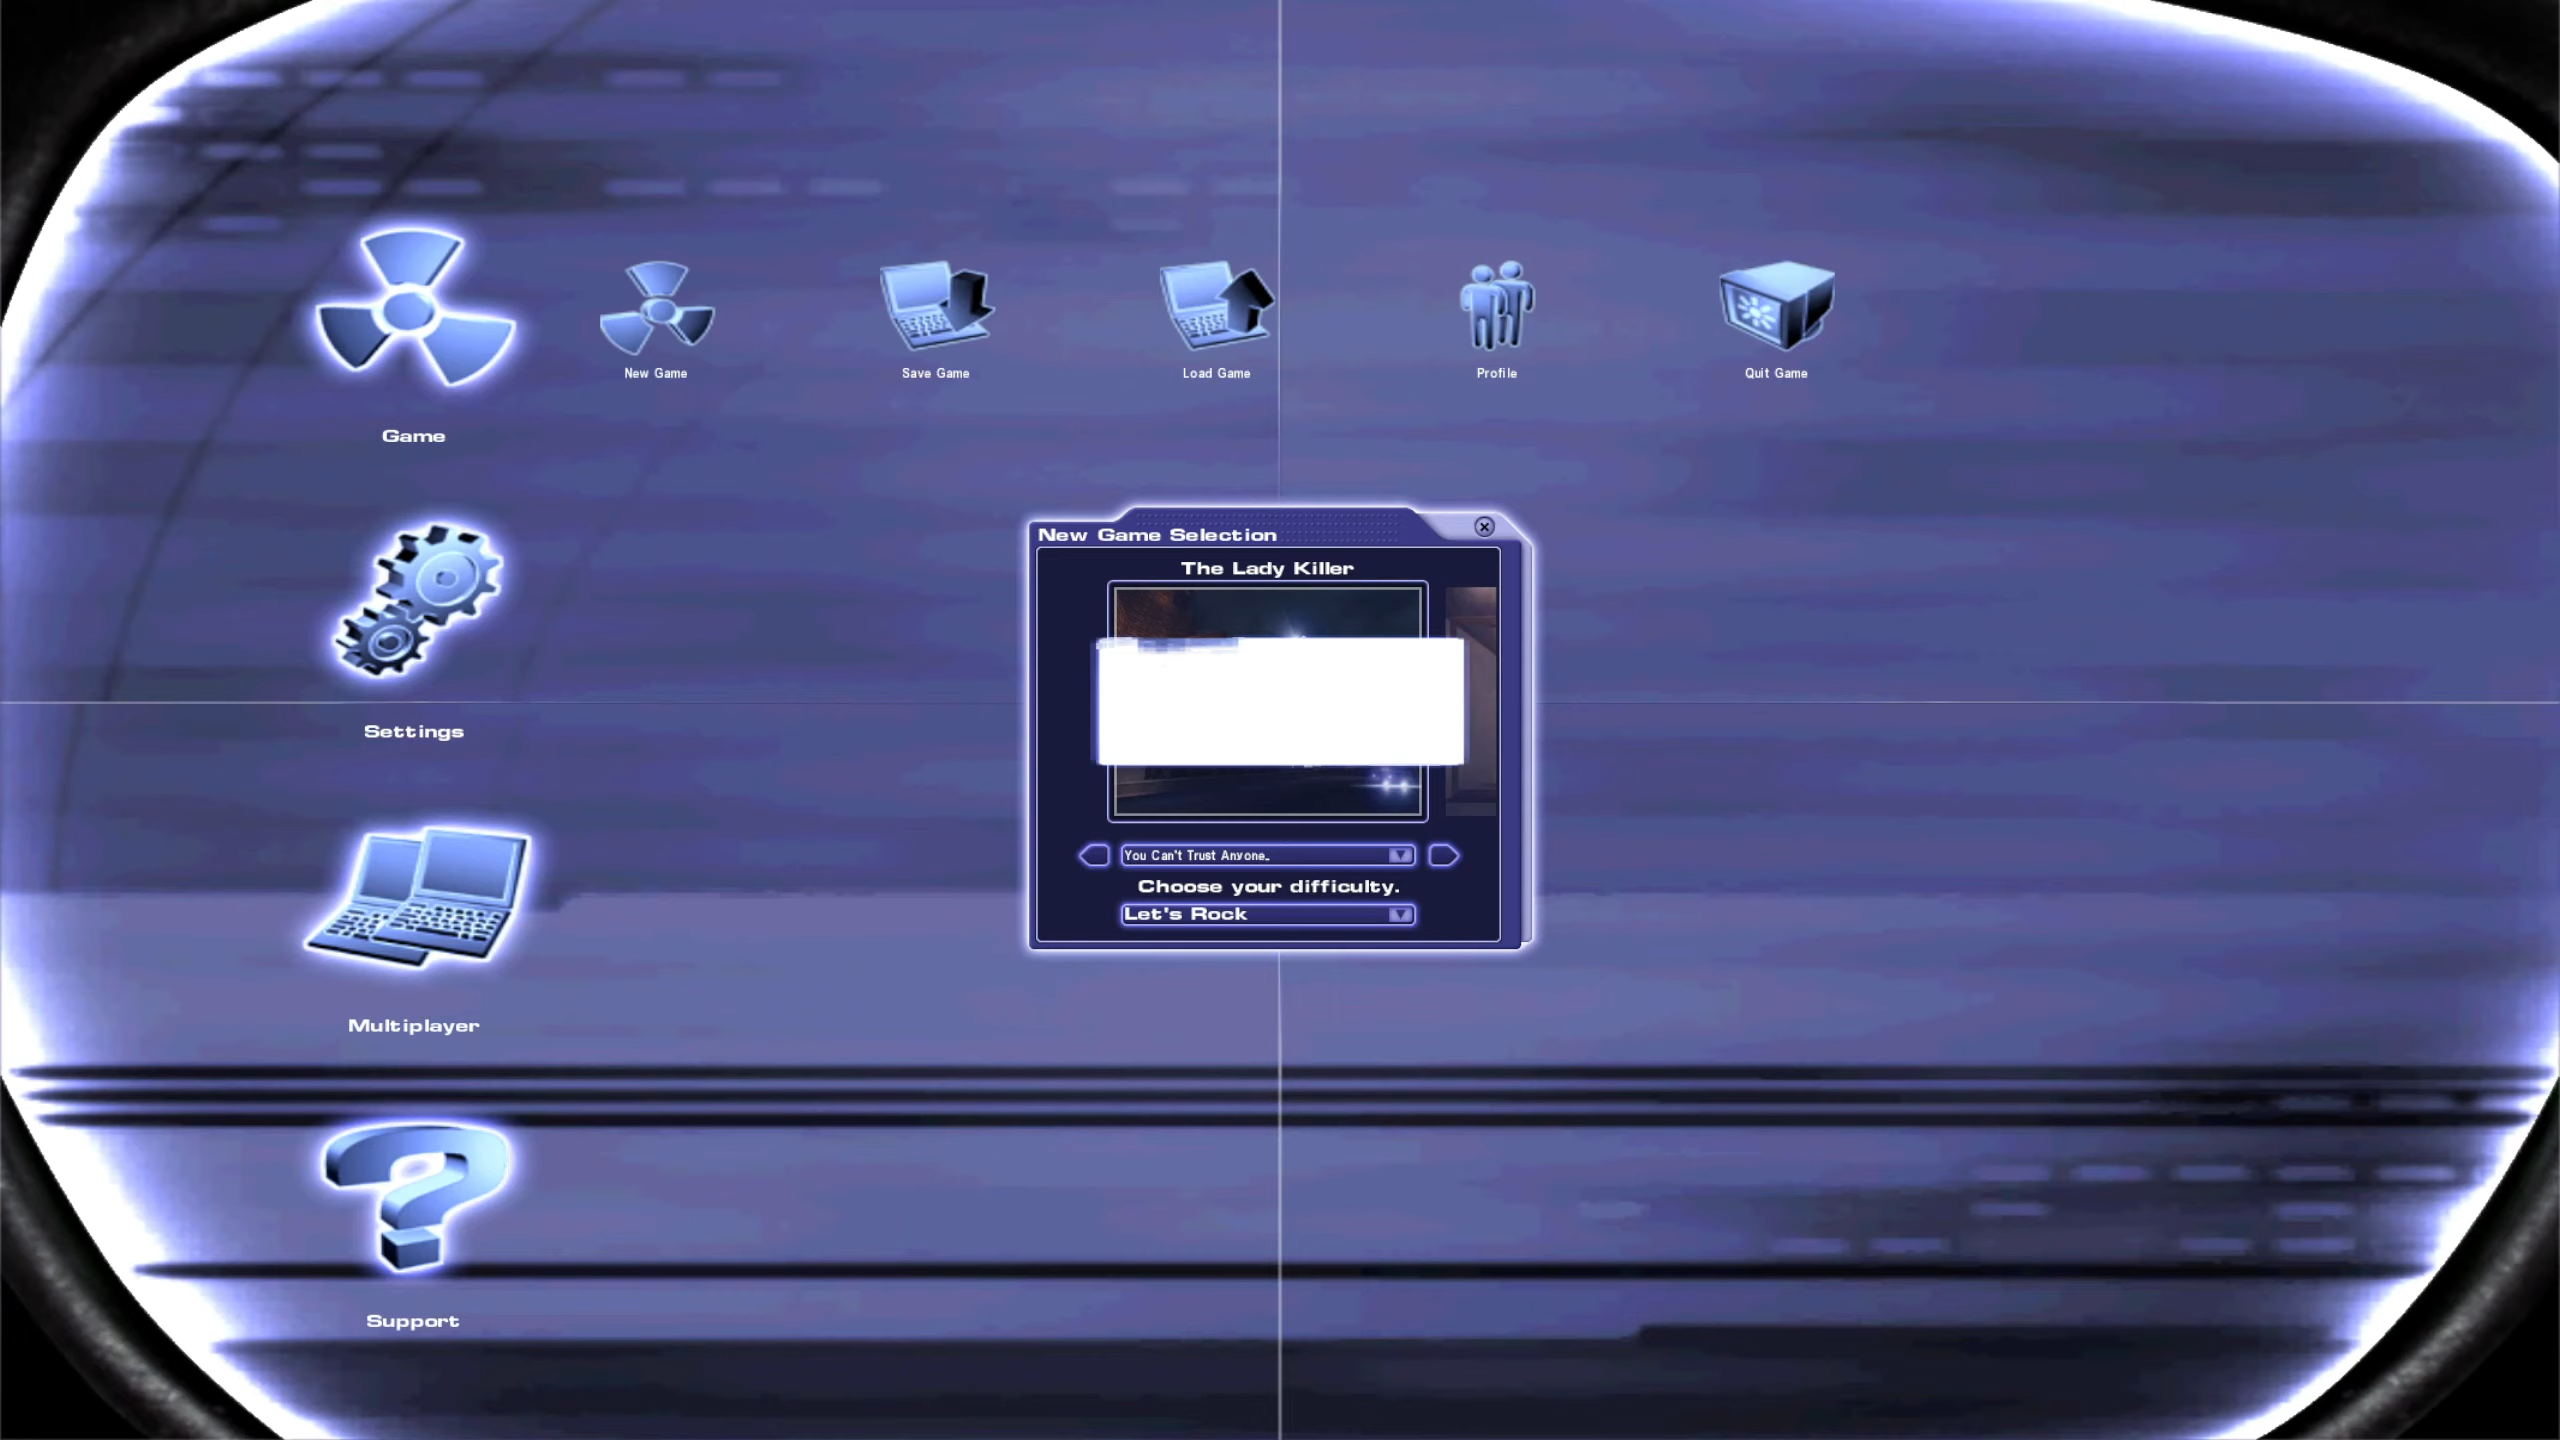 New Game
Save Game
Load Game
Profile
Quit Game
Game
Settings
Multiplayer
Support
New Game Selection
The Lady Killer
You Can't Trust Anyone.
Choose your difficulty.
Let's Rock